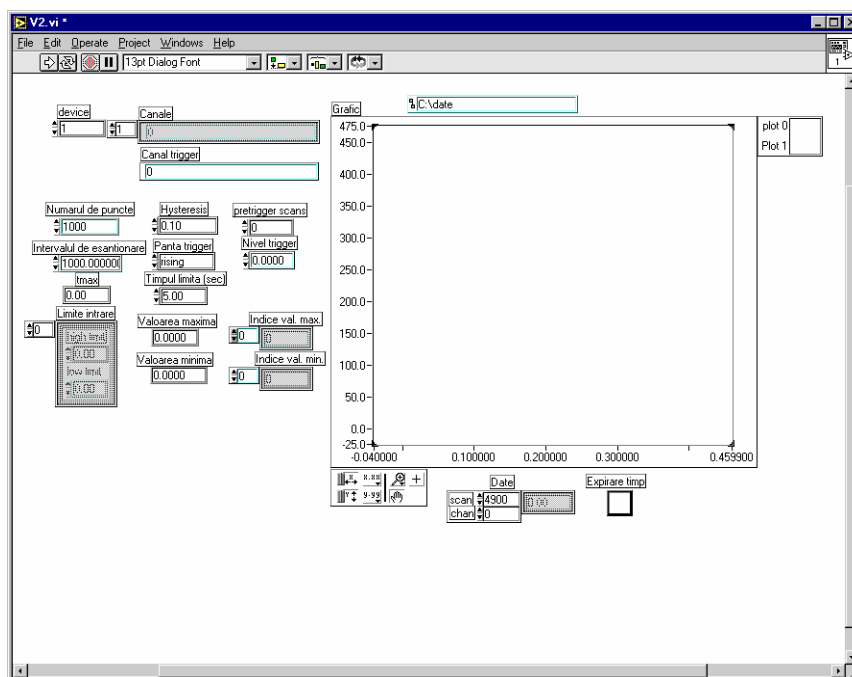 V2.vi *
File Edit Operate Project Windows Help
13pt Dialog Font
1
device
1
1
Canale
0
Canal trigger
0
Numarul de puncte
1000
Hysteresis
0.10
pretrigger scans
0
Intervalul de esantionare
1000.000000
Panta trigger
rising
Nivel trigger
0.0000
tmax
0.00
Timpul limita (sec)
5.00
Limite intrare
0
high limit
0.00
low limit
0.00
Valoarea maxima
0.0000
Indice val. max.
0
0
Valoarea minima
0.0000
Indice val. min.
0
0
Grafic
C:\date
475.0
450.0
400.0
350.0
300.0
250.0
200.0
150.0
100.0
50.0
0.0
-25.0
-0.040000 0.100000 0.200000 0.300000 0.459900
plot 0
Plot 1
Date
scan 4900 0.00
chan 0
Expirare timp